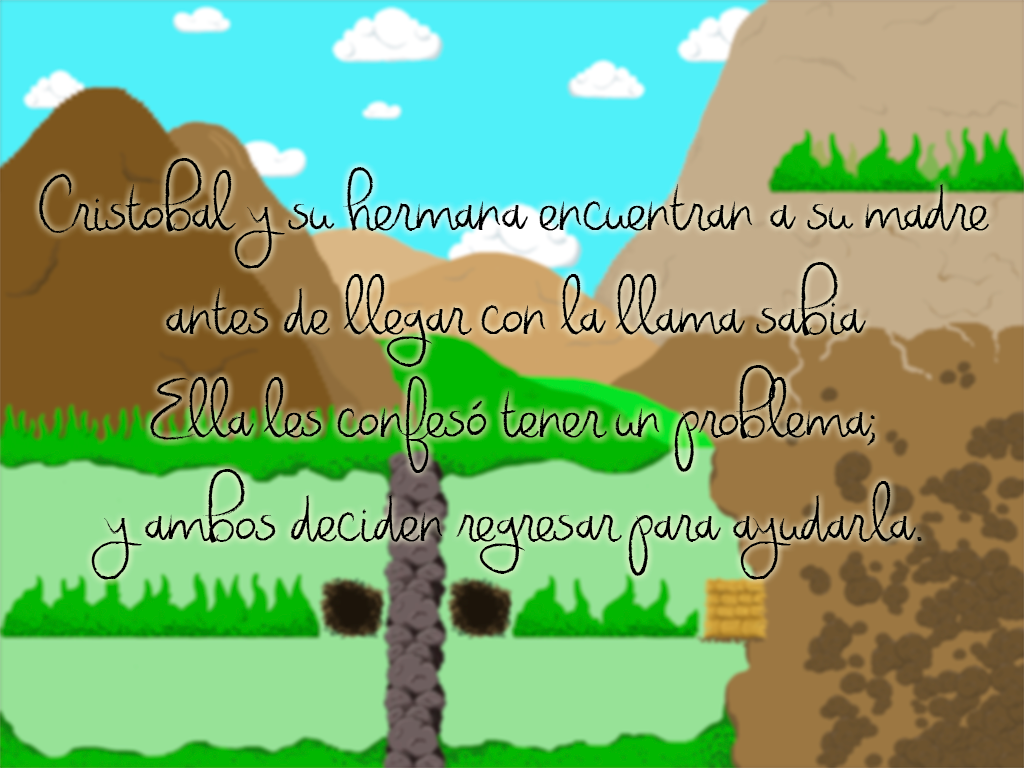 Cristobal y su hermana encuentran a su madre
antes de llegar con la llama sabia
Ella les confesó tener un problema;
y ambos deciden regresar para ayudarla.